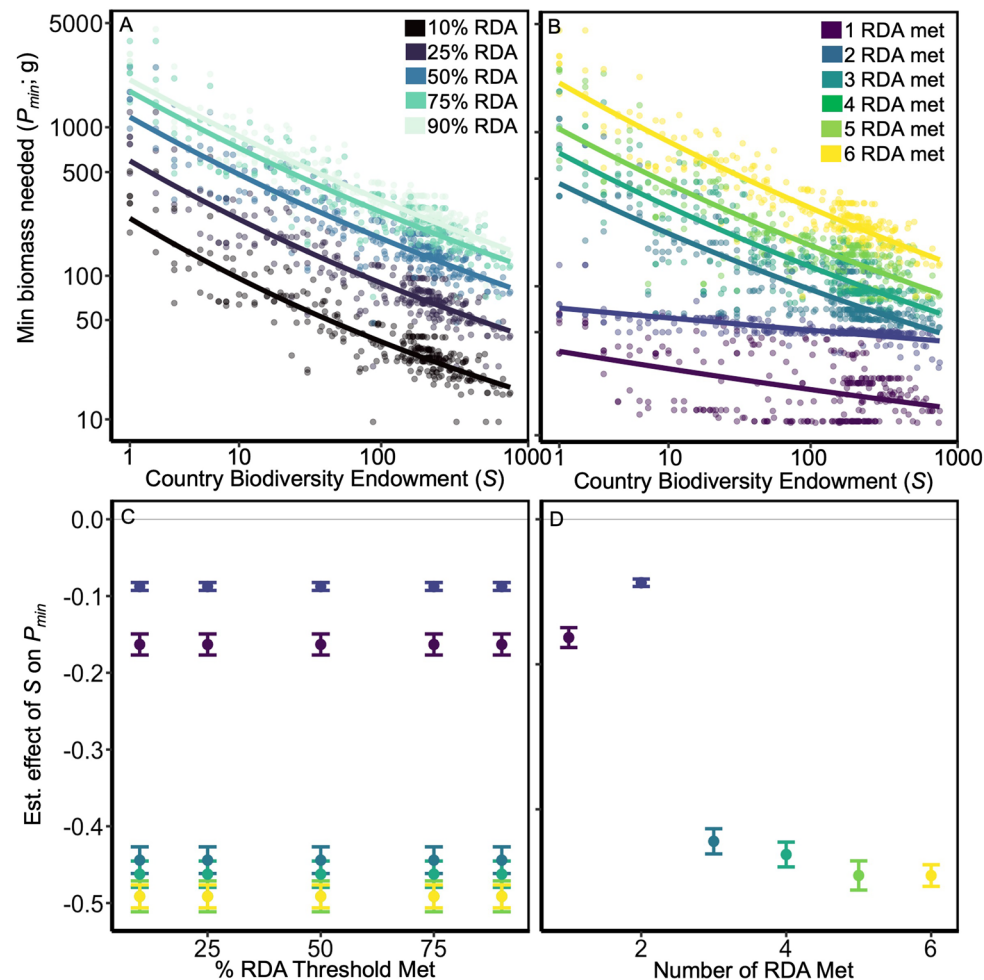 A
10% RDA
25% RDA
50% RDA
75% RDA
90% RDA
5000
1000
500
100
50
10
Min biomass needed (Pmin; g)
1
10
100
1000
Country Biodiversity Endowment (S)
B
1 RDA met
2 RDA met
3 RDA met
4 RDA met
5 RDA met
6 RDA met
1
10
100
1000
Country Biodiversity Endowment (S)
C
0.0
-0.1
-0.2
-0.3
-0.4
-0.5
Est. effect of S on Pmin
25
50
75
% RDA Threshold Met
D
2
4
6
Number of RDA Met